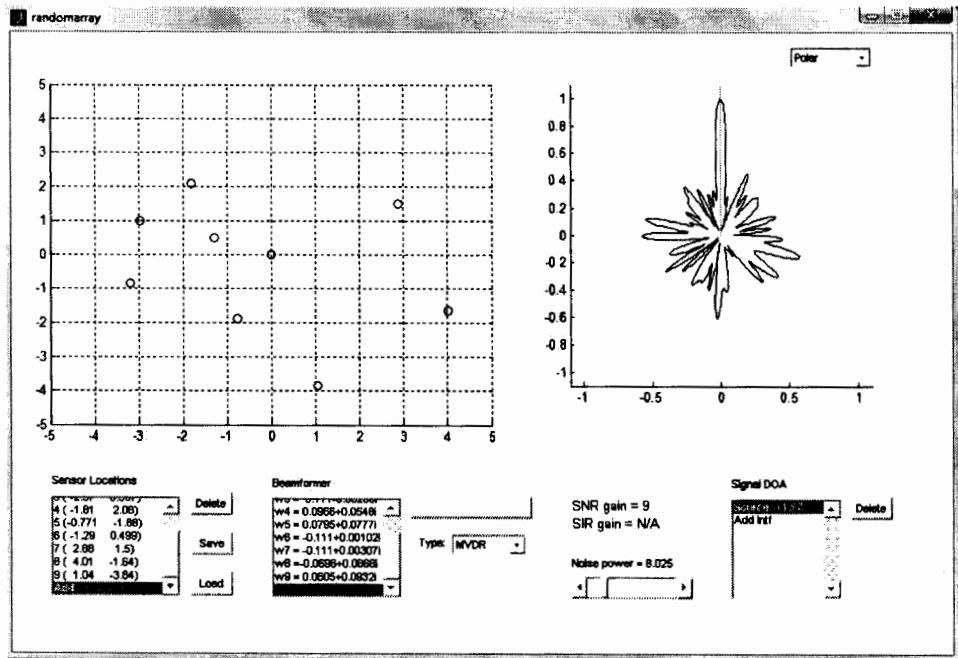 randomarray
Polar
5
4
3
2
1
0
-1
-2
-3
-4
-5
-5 -4 -3 -2 -1 0 1 2 3 4 5
1
0.8
0.6
0.4
0.2
0
-0.2
-0.4
-0.6
-0.8
-1
-1 -0.5 0 0.5 1
Sensor Locations
4 ( -1.81 2.08)
5 (-0.771 -1.88)
6 ( -1.29 0.499)
7 ( 2.88 1.5)
8 ( 4.01 -1.64)
9 ( 1.04 -3.84)
Add
Delete
Save
Load
Beamformer
w4 = 0.0966+0.0548i
w5 = 0.0795+0.0777i
w6 = -0.111+0.00102i
w7 = -0.111+0.00307i
w8 = -0.0698+0.0868i
w9 = 0.0605+0.0932i
Type: MVDR
SNR gain = 9
SIR gain = N/A
Noise power = 8.025
Signal DOA
Add Intf
Delete